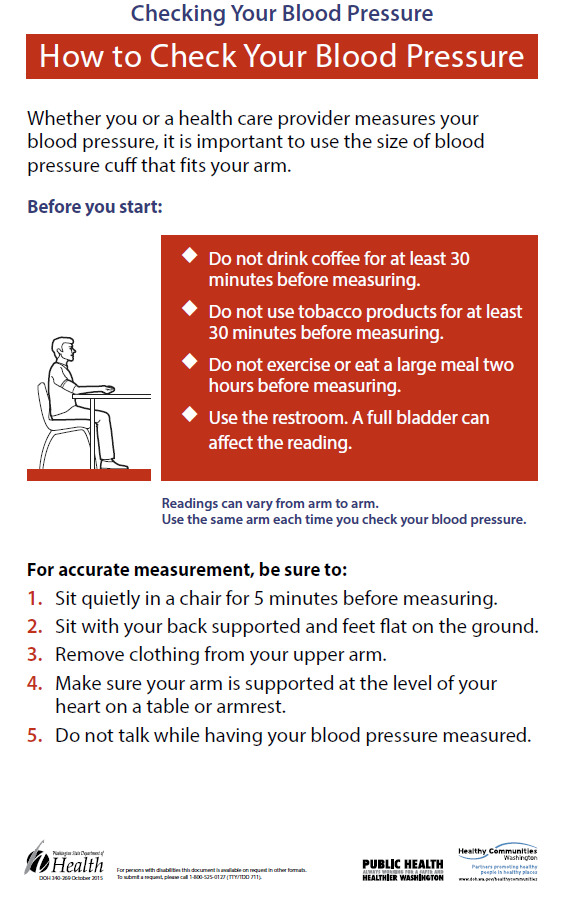 Checking Your Blood Pressure
How to Check Your Blood Pressure
Whether you or a health care provider measures your
blood pressure, it is important to use the size of blood
pressure cuff that fits your arm.
Before you start:
◆ Do not drink coffee for at least 30
minutes before measuring.
◆ Do not use tobacco products for at least
30 minutes before measuring.
◆ Do not exercise or eat a large meal two
hours before measuring.
◆ Use the restroom. A full bladder can
affect the reading.
Readings can vary from arm to arm.
Use the same arm each time you check your blood pressure.
For accurate measurement, be sure to:
1. Sit quietly in a chair for 5 minutes before measuring.
2. Sit with your back supported and feet flat on the ground.
3. Remove clothing from your upper arm.
4. Make sure your arm is supported at the level of your
heart on a table or armrest.
5. Do not talk while having your blood pressure measured.
Washington State Department of
Health
DOH 340-269 October 2015
For persons with disabilities this document is available on request in other formats.
To submit a request, please call 1-800-525-0127 (TTY/TDD 711).
PUBLIC HEALTH
ALWAYS WORKING FOR A SAFER AND
HEALTHIER WASHINGTON
Healthy Communities
Washington
Partners promoting healthy
people in healthy places
www.doh.wa.gov/healthycommunities